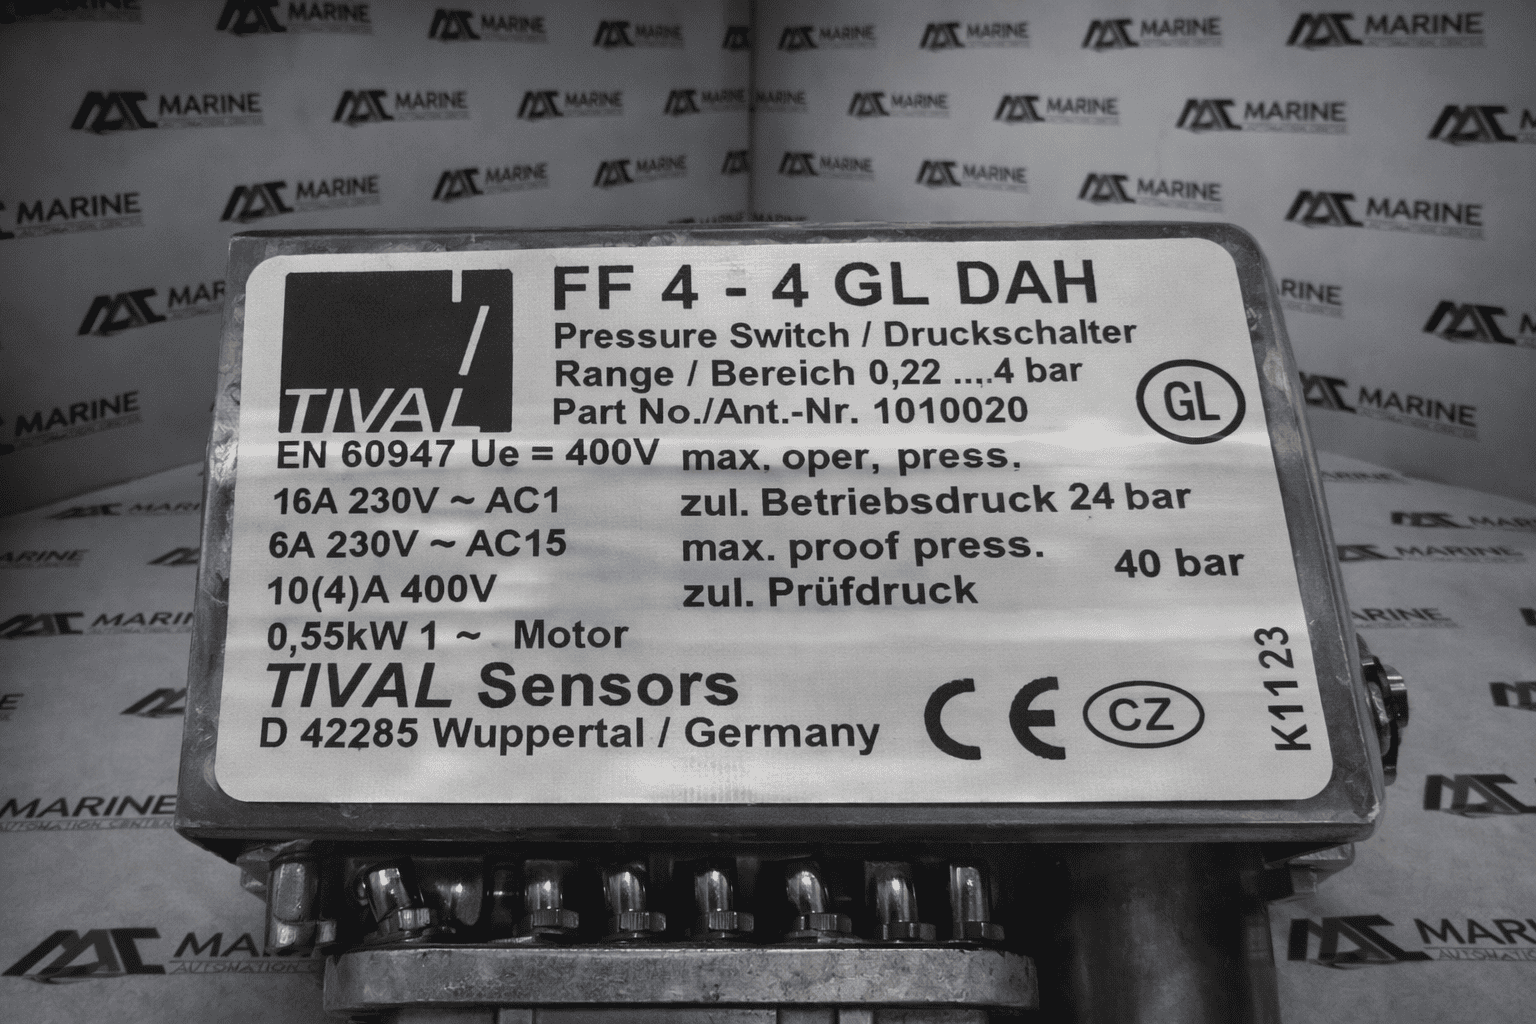 TIVAL
FF 4 - 4 GL DAH
Pressure Switch / Druckschalter
Range / Bereich 0,22 ....4 bar
Part No./Ant.-Nr. 1010020
GL
EN 60947 Ue = 400V
16A 230V ~ AC1
6A 230V ~ AC15
10(4)A 400V
0,55kW 1 ~ Motor
max. oper, press.
zul. Betriebsdruck 24 bar
max. proof press.
zul. Prüfdruck
40 bar
TIVAL Sensors
D 42285 Wuppertal / Germany
CE
CZ
K1123
MARINE
AUTOMATION CENTER